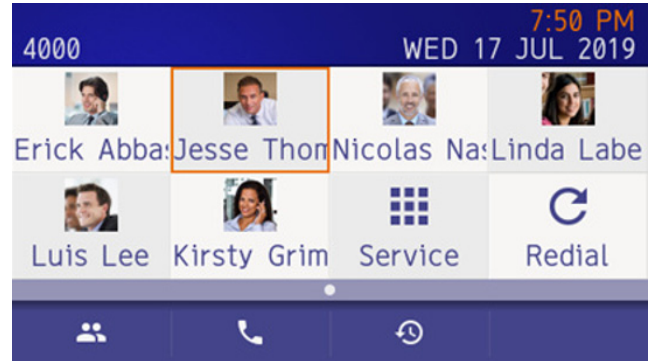 7:50 PM
4000 WED 17 JUL 2019
Erick Abba Jesse Thom Nicolas Na Linda Labe
Luis Lee Kirsty Grim Service Redial